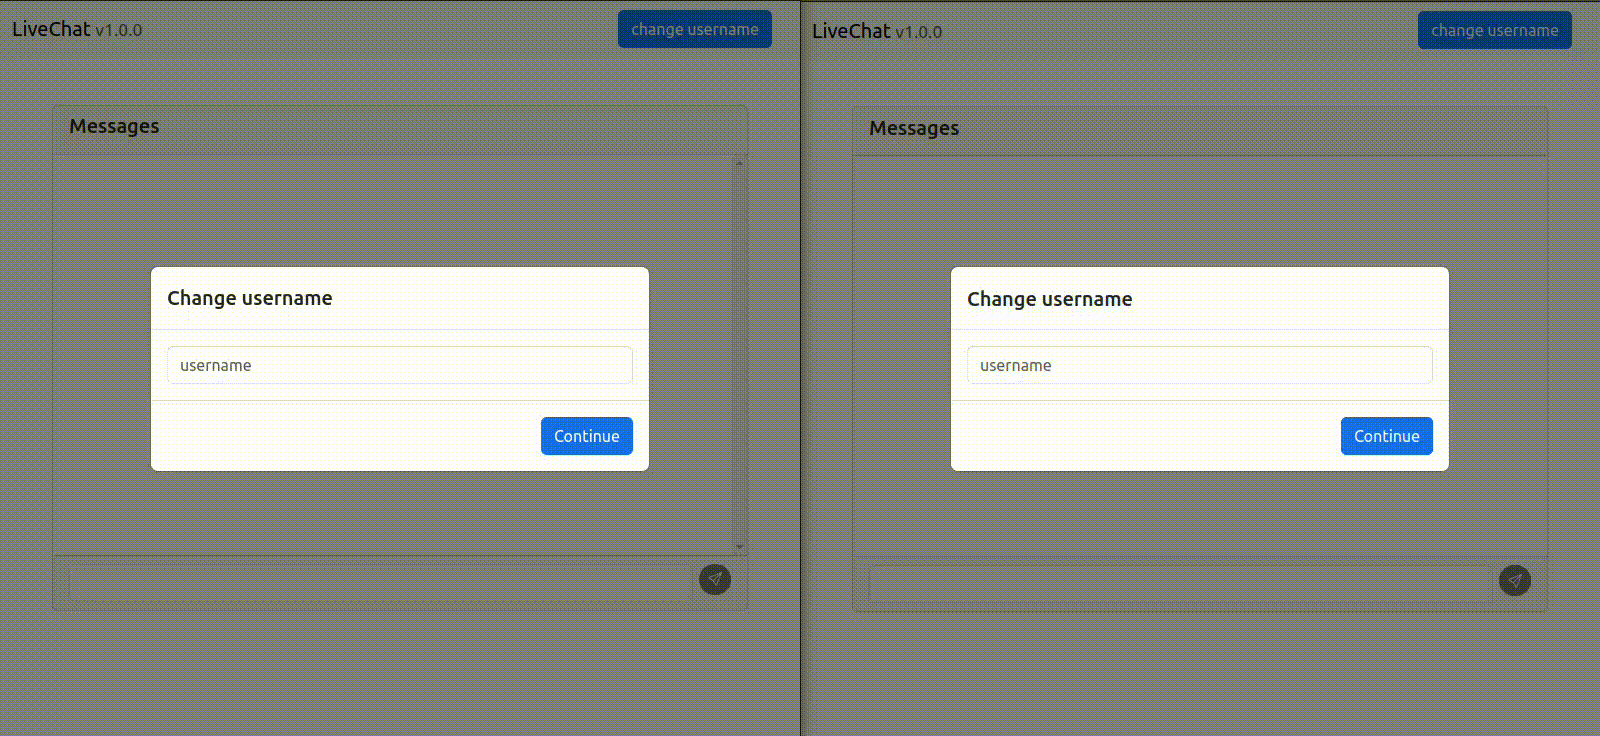 LiveChat v1.0.0
change username
Messages
Change username
username
Continue
LiveChat v1.0.0
change username
Messages
Change username
username
Continue